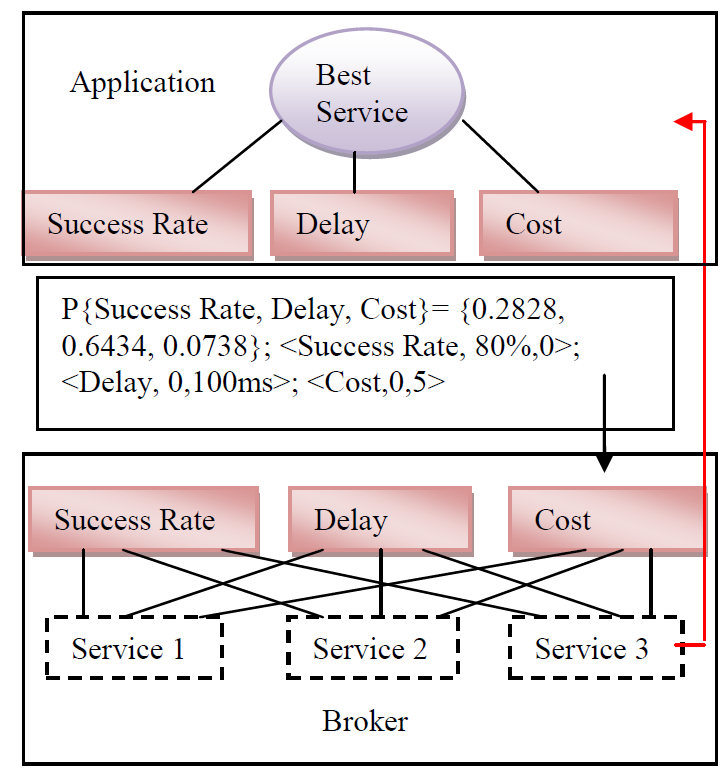 Application
Best
Service
Success Rate
Delay
Cost
P{Success Rate, Delay, Cost}= {0.2828,
0.6434, 0.0738}; <Success Rate, 80%,0>;
<Delay, 0,100ms>; <Cost,0,5>
Success Rate
Delay
Cost
Service 1
Service 2
Service 3
Broker